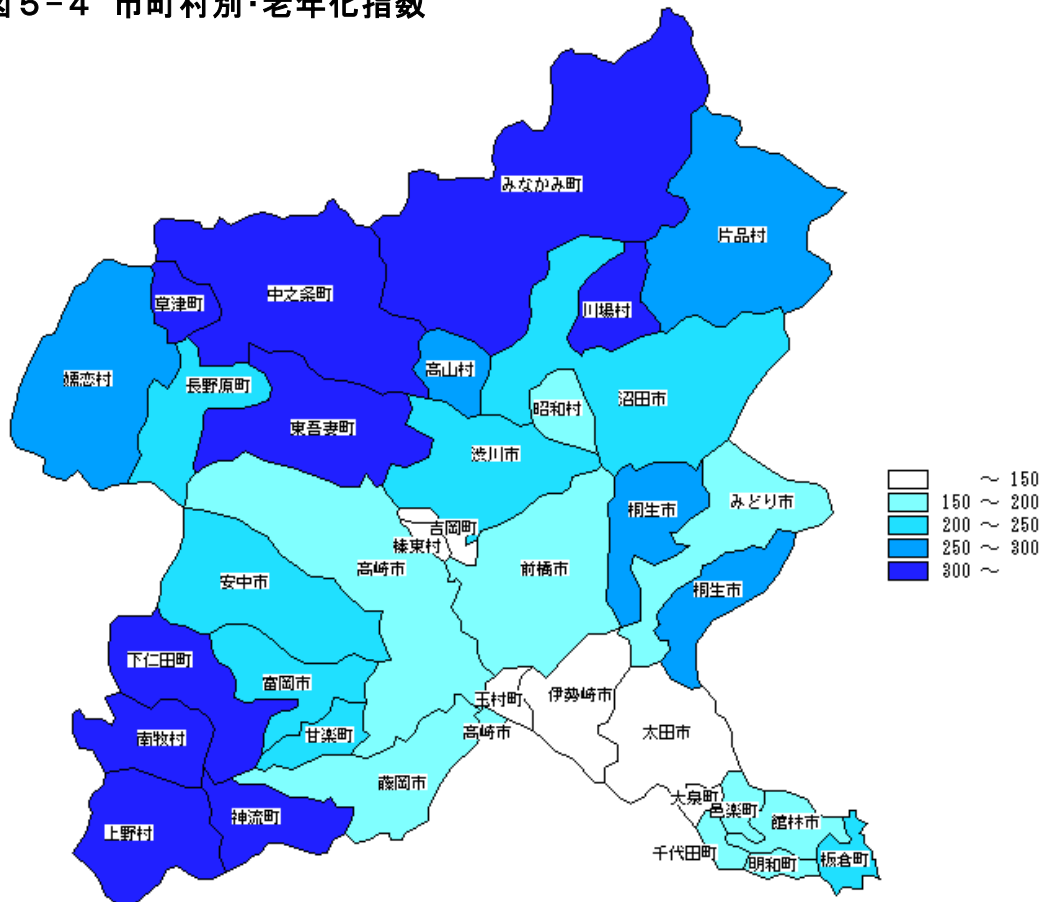 図5-4 市町村別・老年化指数
みなかみ町
片品村
草津町
中之条町
川場村
嬬恋村
長野原町
高山村
昭和村
沼田市
東吾妻町
渋川市
桐生市
みどり市
吉岡町
榛東村
高崎市
前橋市
安中市
桐生市
下仁田町
富岡市
玉村町
伊勢崎市
南牧村
甘楽町
高崎市
太田市
藤岡市
上野村
神流町
大泉町
邑楽町
館林市
千代田町
明和町
板倉町
～ 150
150 ～ 200
200 ～ 250
250 ～ 300
300 ～